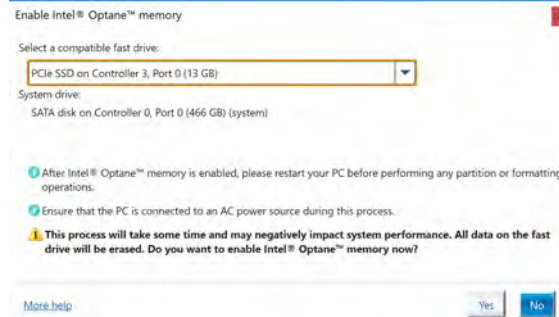 Enable Intel® Optane™ memory
Select a compatible fast drive:
PCIe SSD on Controller 3, Port 0 (13 GB)
System drive:
SATA disk on Controller 0, Port 0 (466 GB) (system)
After Intel® Optane™ memory is enabled, please restart your PC before performing any partition or formatting
operations.
Ensure that the PC is connected to an AC power source during this process.
This process will take some time and may negatively impact system performance. All data on the fast
drive will be erased. Do you want to enable Intel® Optane™ memory now?
More help
Yes
No